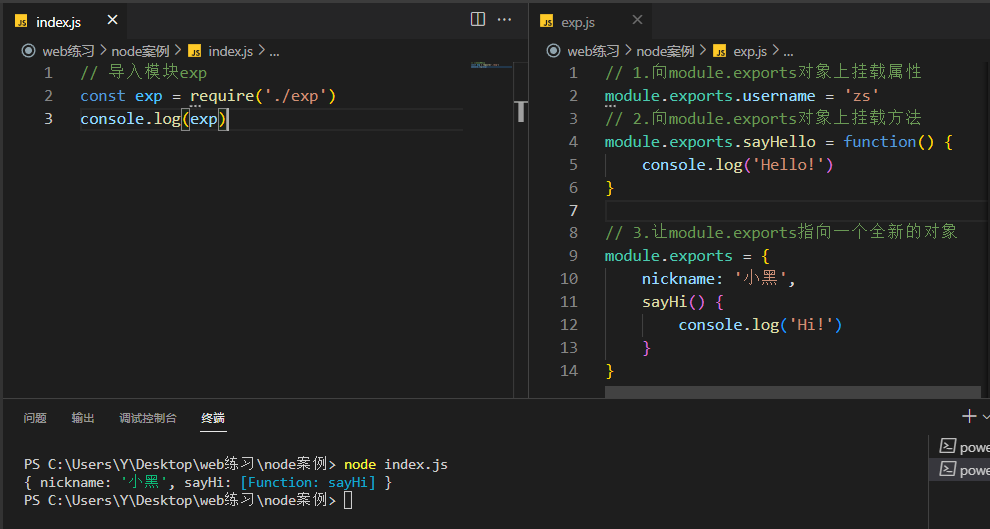 JS index.js ×
web练习 > node案例 > JS index.js > ...
1 // 导入模块exp
2 const exp = require('./exp')
3 console.log(exp)
JS exp.js ×
web练习 > node案例 > JS exp.js > ...
1 // 1.向module.exports对象上挂载属性
2 module.exports.username = 'zs'
3 // 2.向module.exports对象上挂载方法
4 module.exports.sayHello = function() {
5     console.log('Hello!')
6 }
7
8 // 3.让module.exports指向一个全新的对象
9 module.exports = {
10     nickname: '小黑',
11     sayHi() {
12         console.log('Hi!')
13     }
14 }
问题 输出 调试控制台 终端
PS C:\Users\Y\Desktop\web练习\node案例> node index.js
{ nickname: '小黑', sayHi: [Function: sayHi] }
PS C:\Users\Y\Desktop\web练习\node案例>
powe
powe